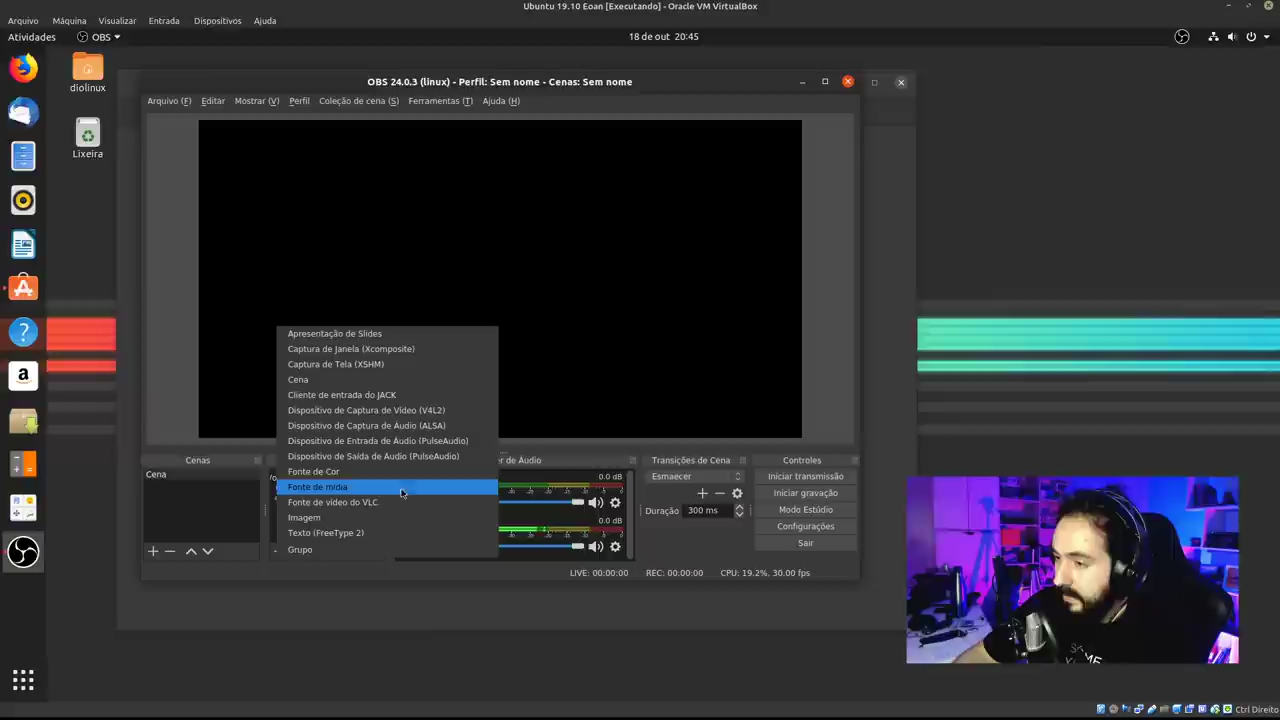 Ubuntu 19.10 Eoan [Executando] - Oracle VM VirtualBox
Arquivo Máquina Visualizar Entrada Dispositivos Ajuda
Atividades OBS 18 de out 20:45
diolinux
Lixeira
OBS 24.0.3 (linux) - Perfil: Sem nome - Cenas: Sem nome
Arquivo (F) Editar Mostrar (V) Perfil Coleção de cena (S) Ferramentas (T) Ajuda (H)
Apresentação de Slides
Captura de Janela (Xcomposite)
Captura de Tela (XSHM)
Cena
Cliente de entrada do JACK
Dispositivo de Captura de Vídeo (V4L2)
Dispositivo de Captura de Áudio (ALSA)
Dispositivo de Entrada de Áudio (PulseAudio)
Dispositivo de Saída de Áudio (PulseAudio)
Fonte de Cor
Fonte de mídia
Fonte de vídeo do VLC
Imagem
Texto (FreeType 2)
Grupo
Cenas
Cena
de Áudio
0.0 dB
0.0 dB
Transições de Cena
Esmaecer
Duração 300 ms
Controles
Iniciar transmissão
Iniciar gravação
Modo Estúdio
Configurações
Sair
LIVE: 00:00:00 REC: 00:00:00 CPU: 19.2%, 30.00 fps
Ctrl Direito